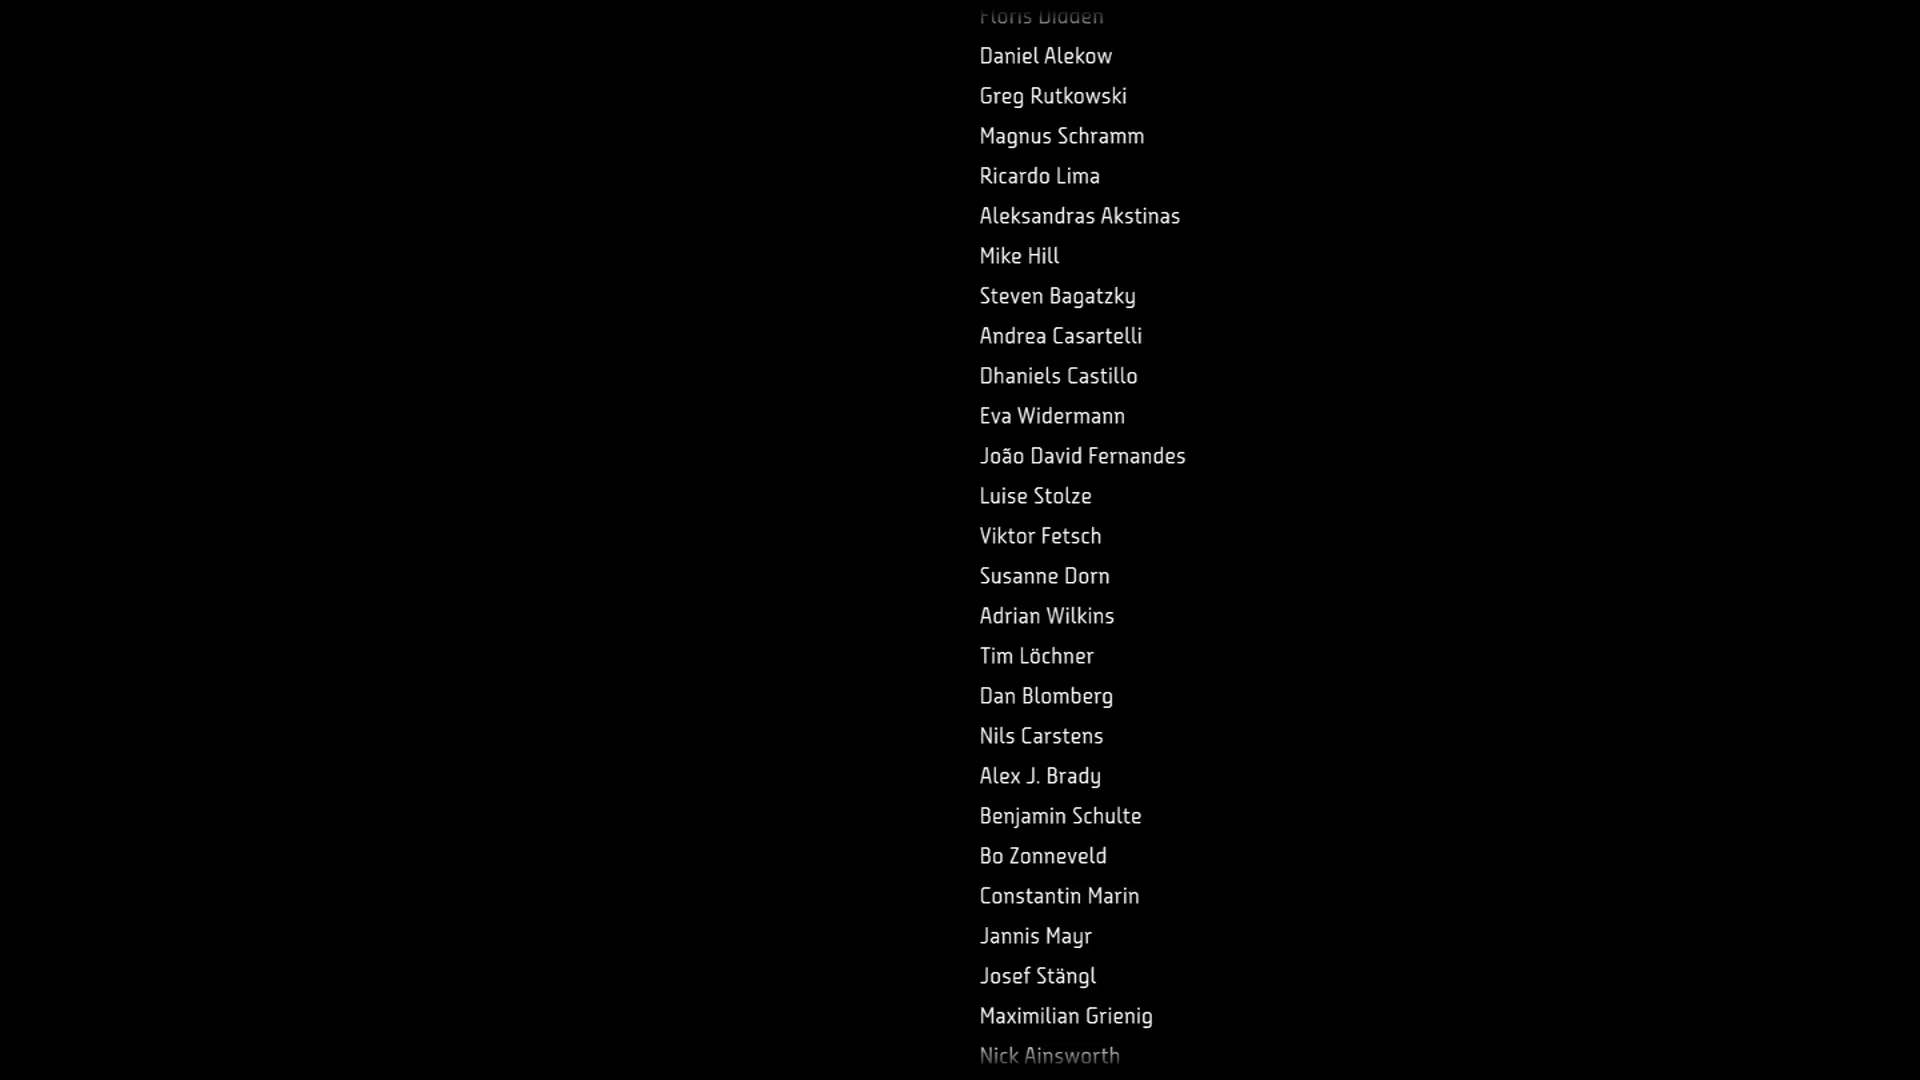 Floris Didden
Daniel Alekow
Greg Rutkowski
Magnus Schramm
Ricardo Lima
Aleksandras Akstinas
Mike Hill
Steven Bagatzky
Andrea Casartelli
Dhaniels Castillo
Eva Widermann
João David Fernandes
Luise Stolze
Viktor Fetsch
Susanne Dorn
Adrian Wilkins
Tim Löchner
Dan Blomberg
Nils Carstens
Alex J. Brady
Benjamin Schulte
Bo Zonneveld
Constantin Marin
Jannis Mayr
Josef Stängl
Maximilian Grienig
Nick Ainsworth